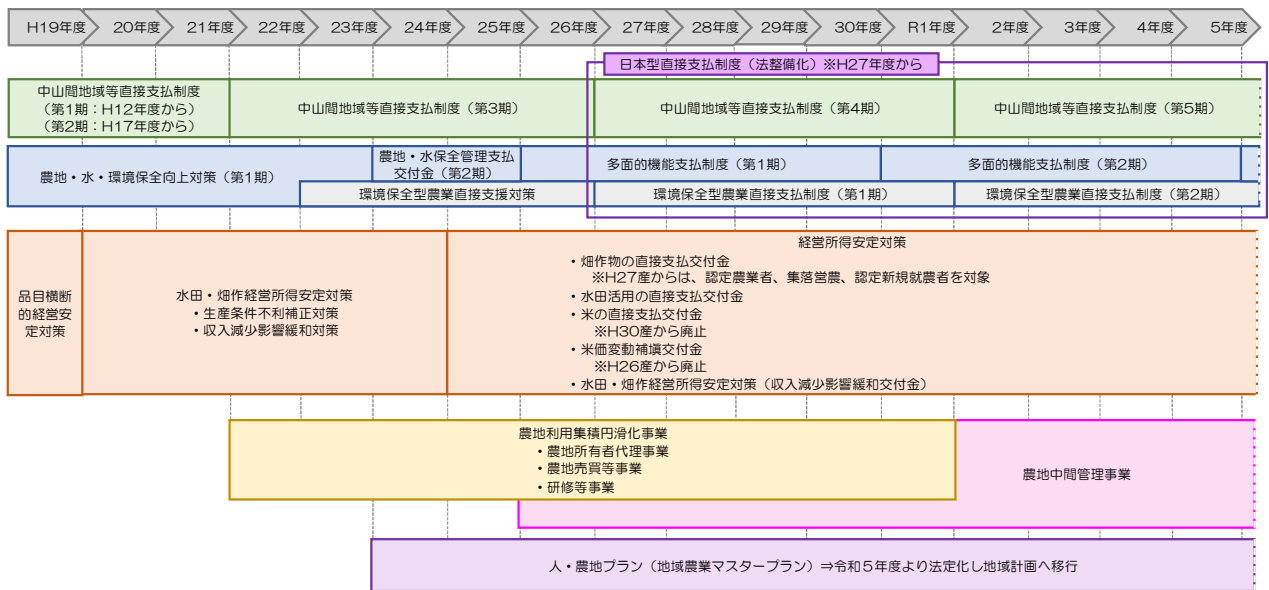 H19年度
20年度
21年度
22年度
23年度
24年度
25年度
26年度
27年度
28年度
29年度
30年度
R1年度
2年度
3年度
4年度
5年度
日本型直接支払制度（法整備化）※H27年度から
中山間地域等直接支払制度
（第1期：H12年度から）
（第2期：H17年度から）
中山間地域等直接支払制度（第3期）
中山間地域等直接支払制度（第4期）
中山間地域等直接支払制度（第5期）
農地・水・環境保全向上対策（第1期）
農地・水保全管理支払
交付金（第2期）
多面的機能支払制度（第1期）
多面的機能支払制度（第2期）
環境保全型農業直接支援対策
環境保全型農業直接支払制度（第1期）
環境保全型農業直接支払制度（第2期）
品目横断
的経営安
定対策
水田・畑作経営所得安定対策
・生産条件不利補正対策
・収入減少影響緩和対策
経営所得安定対策
・畑作物の直接支払交付金
※H27産からは、認定農業者、集落営農、認定新規就農者を対象
・水田活用の直接支払交付金
・米の直接支払交付金
※H30産から廃止
・米価変動補填交付金
※H26産から廃止
・水田・畑作経営所得安定対策（収入減少影響緩和交付金）
農地利用集積円滑化事業
・農地所有者代理事業
・農地売買等事業
・研修等事業
農地中間管理事業
人・農地プラン（地域農業マスタープラン）⇒令和５年度より法定化し地域計画へ移行